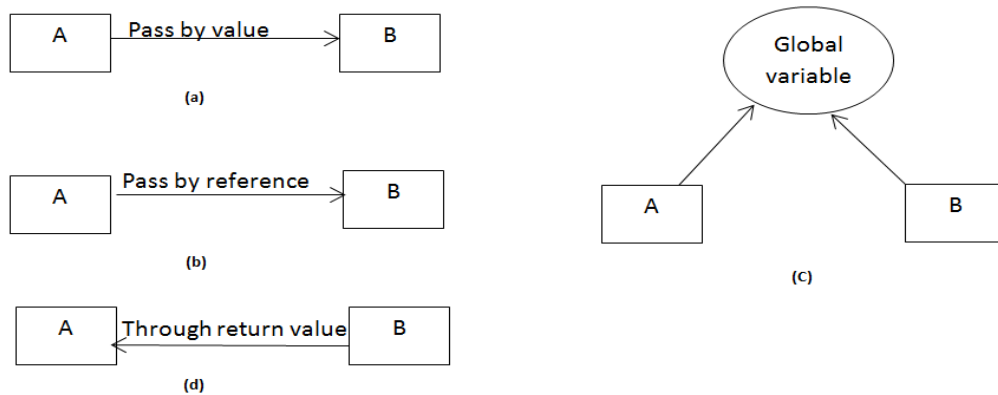 A
Pass by value
B
(a)
A
Pass by reference
B
(b)
A
Through return value
B
(d)
Global
variable
A
B
(C)